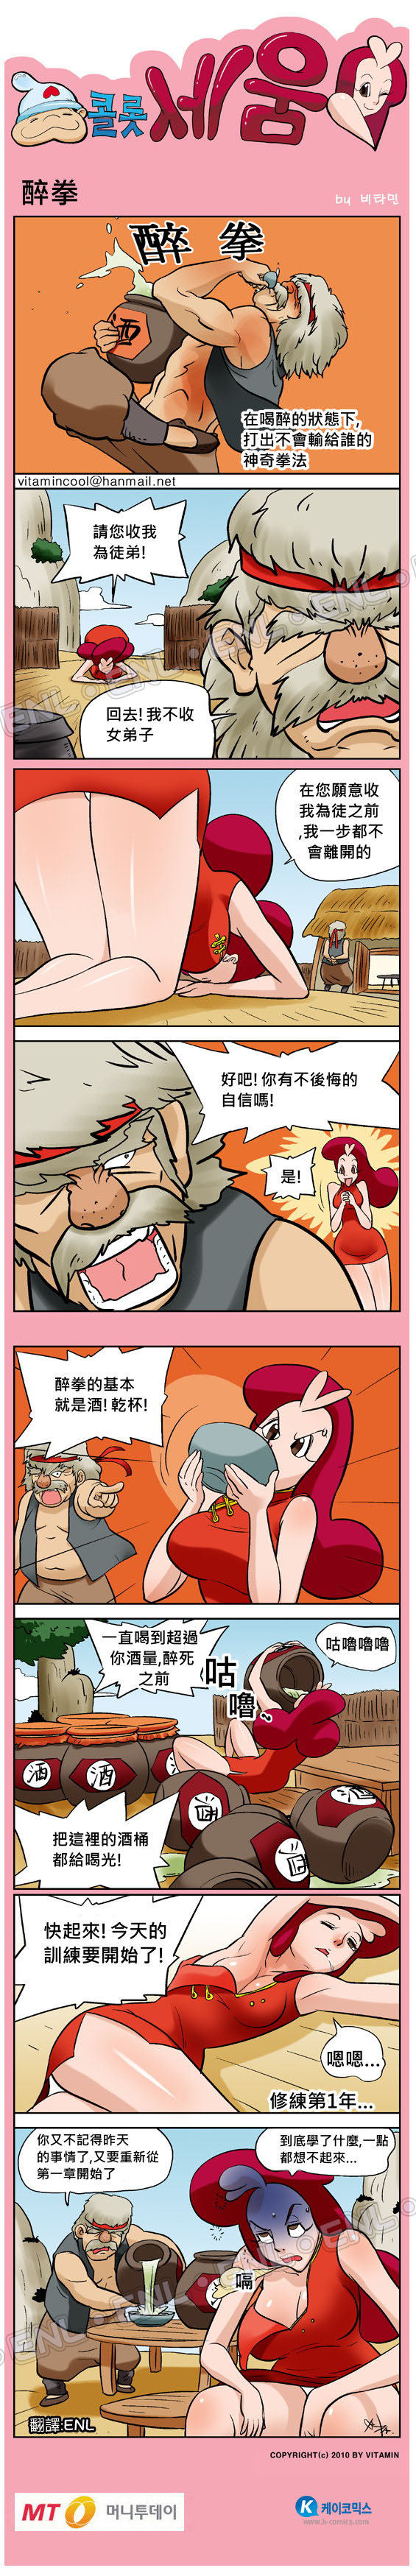 콜롯 세움
醉拳
by 비타민
醉 拳
酒
在喝醉的狀態下,
打出不會輸給誰的
神奇拳法
vitamincool@hanmail.net
請您收我
為徒弟!
回去! 我不收
女弟子
在您願意收
我為徒之前
,我一步都不
會離開的
好吧! 你有不後悔的
自信嗎!
是!
醉拳的基本
就是酒! 乾杯!
一直喝到超過
你酒量,醉死
之前
咕
嚕
咕嚕嚕嚕
酒
酒
酒
酒
把這裡的酒桶
都給喝光!
快起來! 今天的
訓練要開始了!
嗯嗯...
修練第1年...
你又不記得昨天
的事情了,又要重新從
第一章開始了
到底學了什麼,一點
都想不起來...
嗝
翻譯:ENL
COPYRIGHT(c) 2010 BY VITAMIN
MT 머니투데이
K 케이코믹스
www.k-comics.com
ENL
ENL